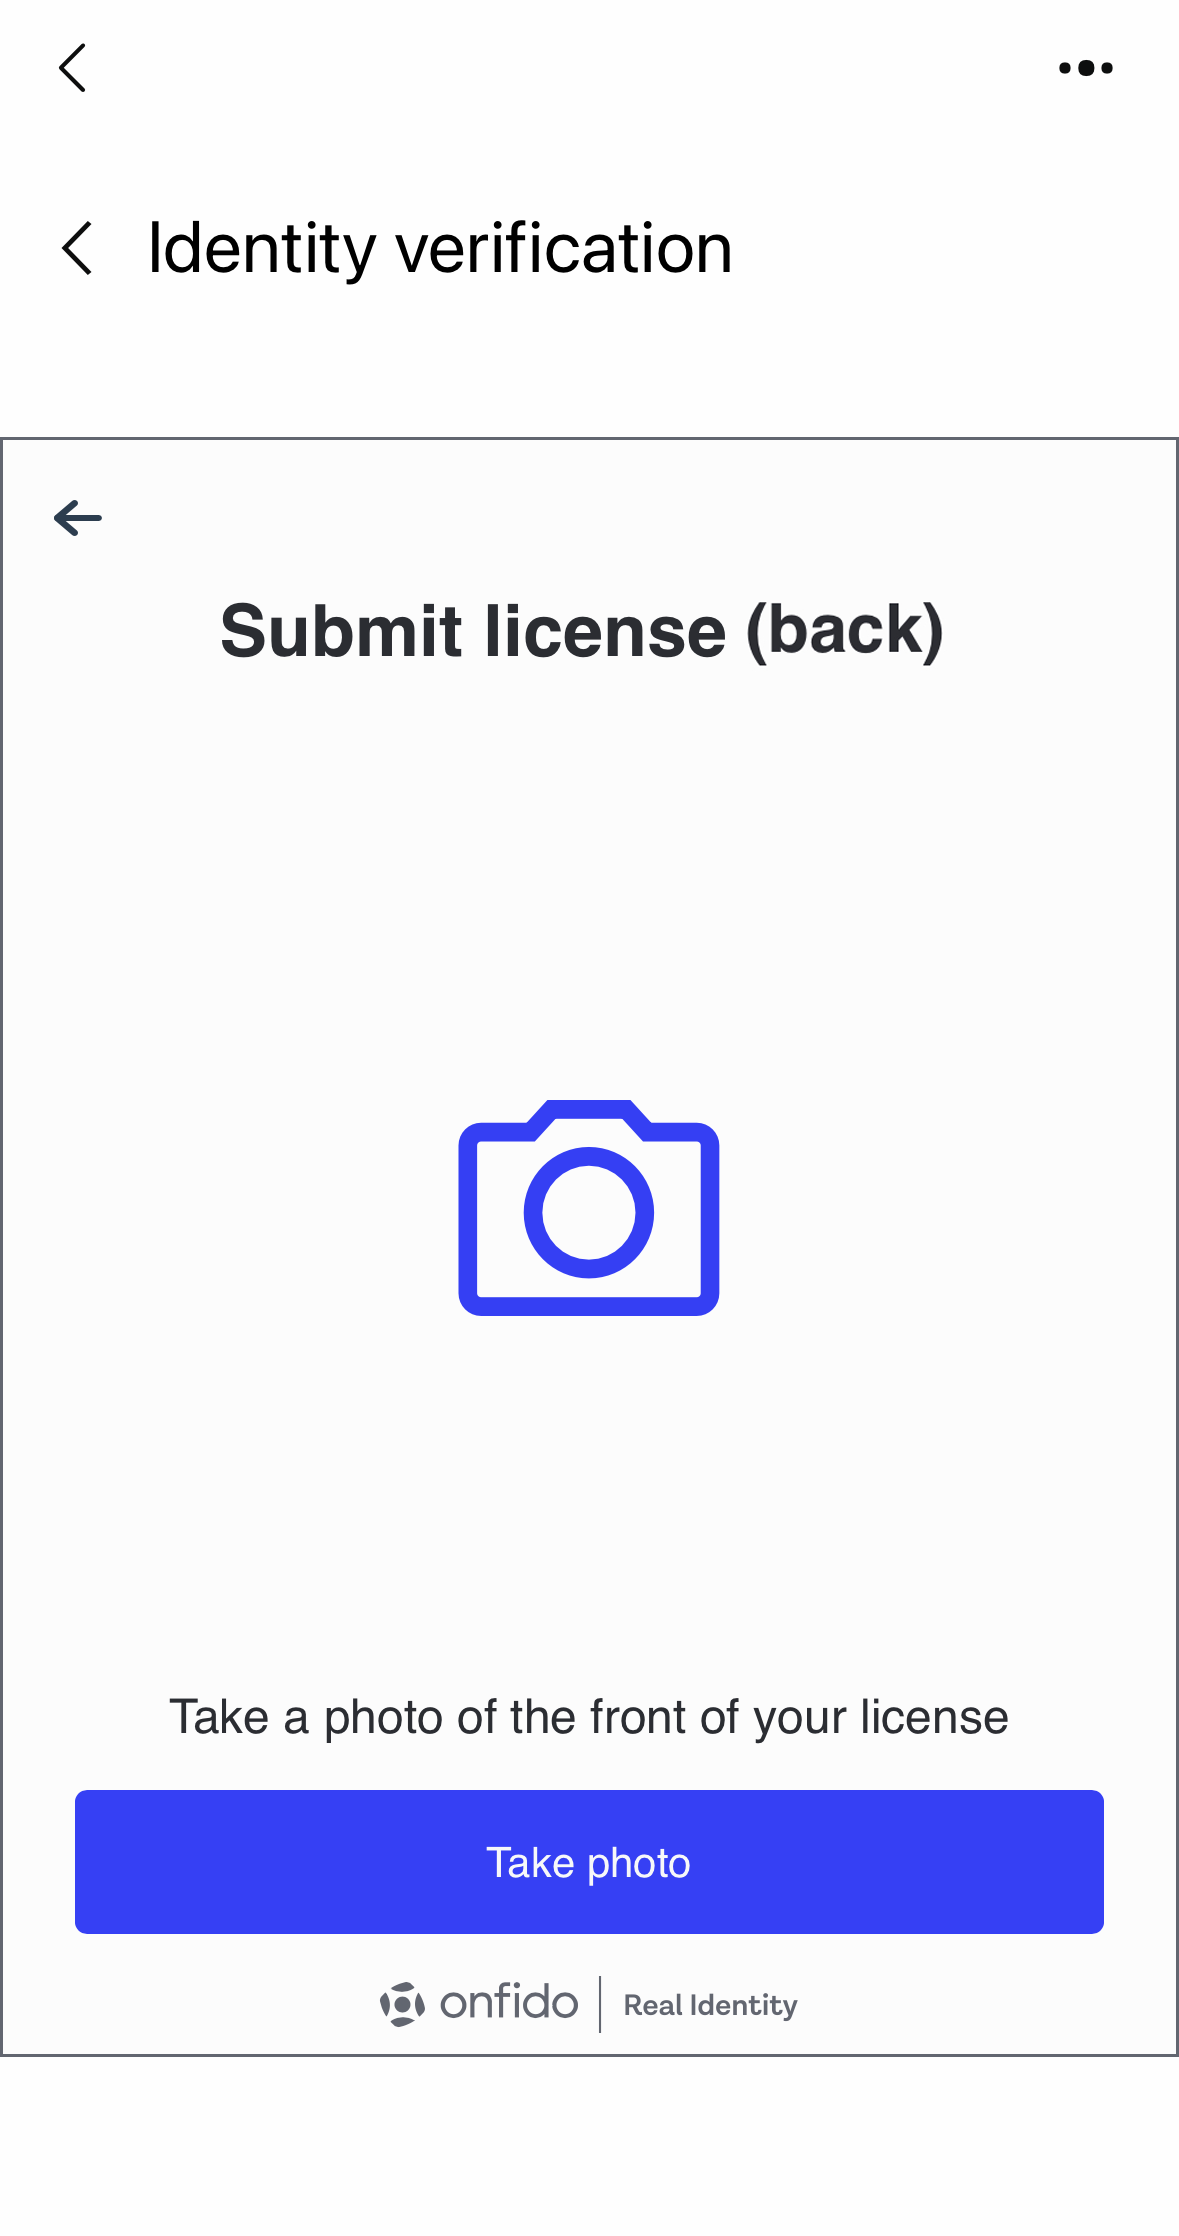 Identity verification
Submit license (back)
Take a photo of the front of your license
Take photo
onfido | Real Identity